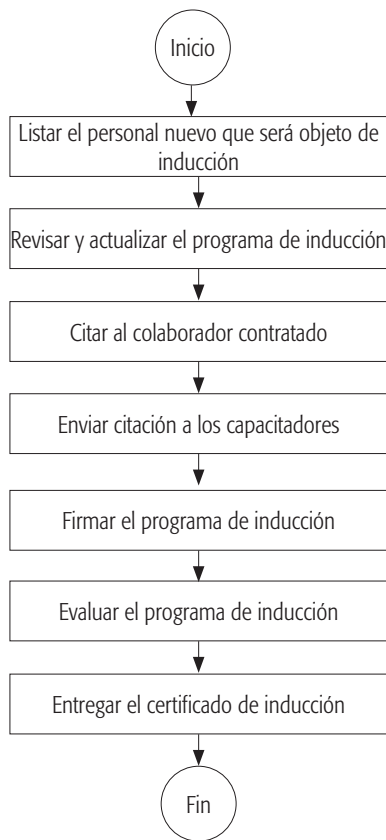 Inicio
Listar el personal nuevo que será objeto de
inducción
Revisar y actualizar el programa de inducción
Citar al colaborador contratado
Enviar citación a los capacitadores
Firmar el programa de inducción
Evaluar el programa de inducción
Entregar el certificado de inducción
Fin